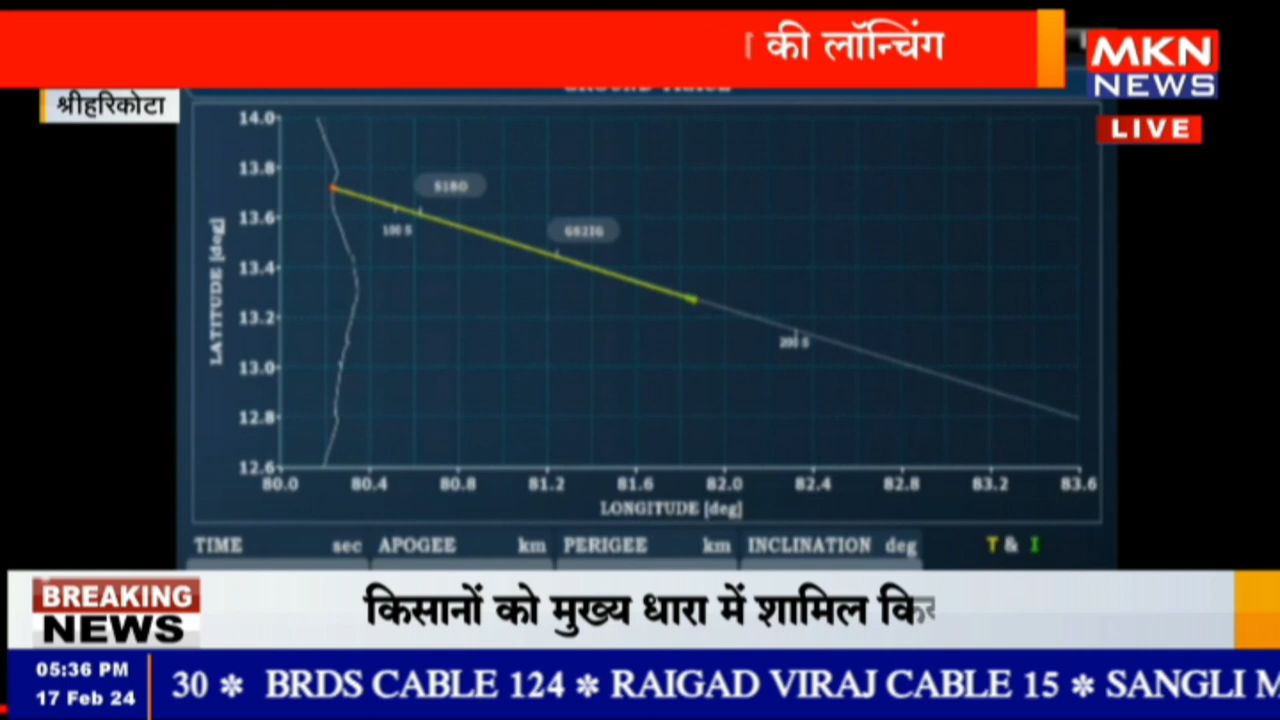 की लॉन्चिंग
MKN
NEWS
LIVE
श्रीहरिकोटा
14.0
13.8
13.6
13.4
13.2
13.0
12.8
12.6
LATITUDE [deg]
S1BO
100 S
GS2IG
200 S
80.0 80.4 80.8 81.2 81.6 82.0 82.4 82.8 83.2 83.6
LONGITUDE [deg]
TIME sec APOGEE km PERIGEE km INCLINATION deg T & I
BREAKING
NEWS
किसानों को मुख्य धारा में शामिल
05:36 PM
17 Feb 24
30 * BRDS CABLE 124 * RAIGAD VIRAJ CABLE 15 * SANGLI M